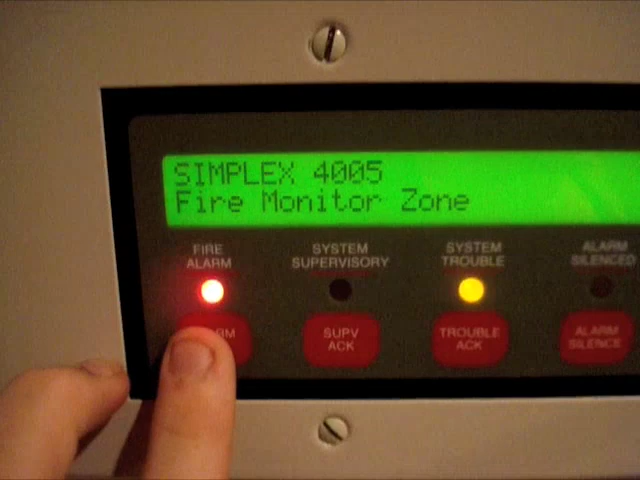 SIMPLEX 4005
Fire Monitor Zone
FIRE
ALARM
SYSTEM
SUPERVISORY
SYSTEM
TROUBLE
ALARM
SILENCED
SUPV
ACK
TROUBLE
ACK
ALARM
SILENCE